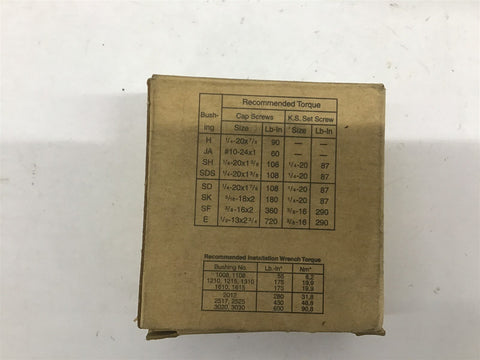 Recommended Torque
Bush-ing Cap Screws K.S. Set Screw
Size Lb-In Size Lb-In
H 1/4-20x7/8 90 — —
JA #10-24x1 60 — —
SH 1/4-20x1 3/8 108 1/4-20 87
SDS 1/4-20x1 3/8 108 1/4-20 87
SD 1/4-20x1 7/8 108 1/4-20 87
SK 5/16-18x2 180 1/4-20 87
SF 3/8-16x2 360 3/8-16 290
E 1/2-13x2 3/4 720 3/8-16 290
Recommended Installation Wrench Torque
Bushing No. Lb.-In* Nm*
1008, 1108 55 6,2
1210, 1215, 1310 175 19,9
1610, 1615 175 19,9
2012 280 31,8
2517, 2525 430 48,8
3020, 3030 800 90,8